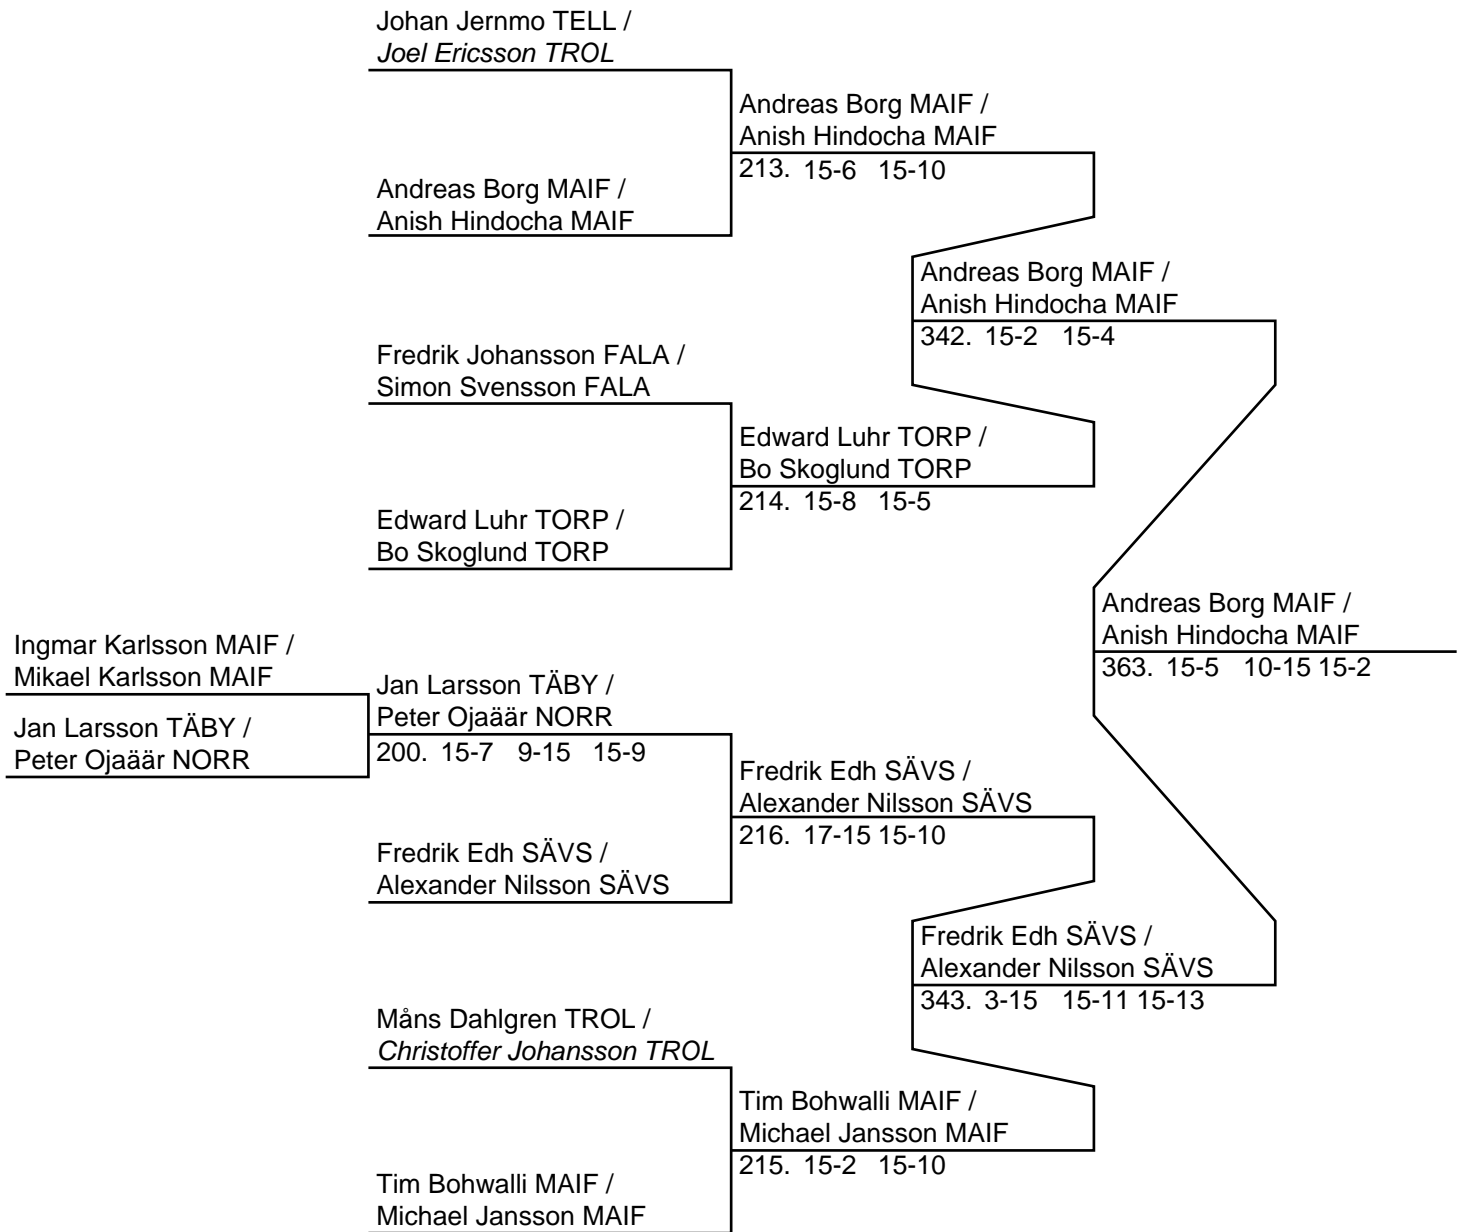 Johan Jernmo TELL /
Joel Ericsson TROL
Andreas Borg MAIF /
Anish Hindocha MAIF
213. 15-6 15-10
Andreas Borg MAIF /
Anish Hindocha MAIF
Andreas Borg MAIF /
Anish Hindocha MAIF
342. 15-2 15-4
Fredrik Johansson FALA /
Simon Svensson FALA
Edward Luhr TORP /
Bo Skoglund TORP
214. 15-8 15-5
Edward Luhr TORP /
Bo Skoglund TORP
Andreas Borg MAIF /
Anish Hindocha MAIF
363. 15-5 10-15 15-2
Ingmar Karlsson MAIF /
Mikael Karlsson MAIF
Jan Larsson TÄBY /
Peter Ojaäär NORR
200. 15-7 9-15 15-9
Jan Larsson TÄBY /
Peter Ojaäär NORR
Fredrik Edh SÄVS /
Alexander Nilsson SÄVS
216. 17-15 15-10
Fredrik Edh SÄVS /
Alexander Nilsson SÄVS
Fredrik Edh SÄVS /
Alexander Nilsson SÄVS
343. 3-15 15-11 15-13
Måns Dahlgren TROL /
Christoffer Johansson TROL
Tim Bohwalli MAIF /
Michael Jansson MAIF
215. 15-2 15-10
Tim Bohwalli MAIF /
Michael Jansson MAIF